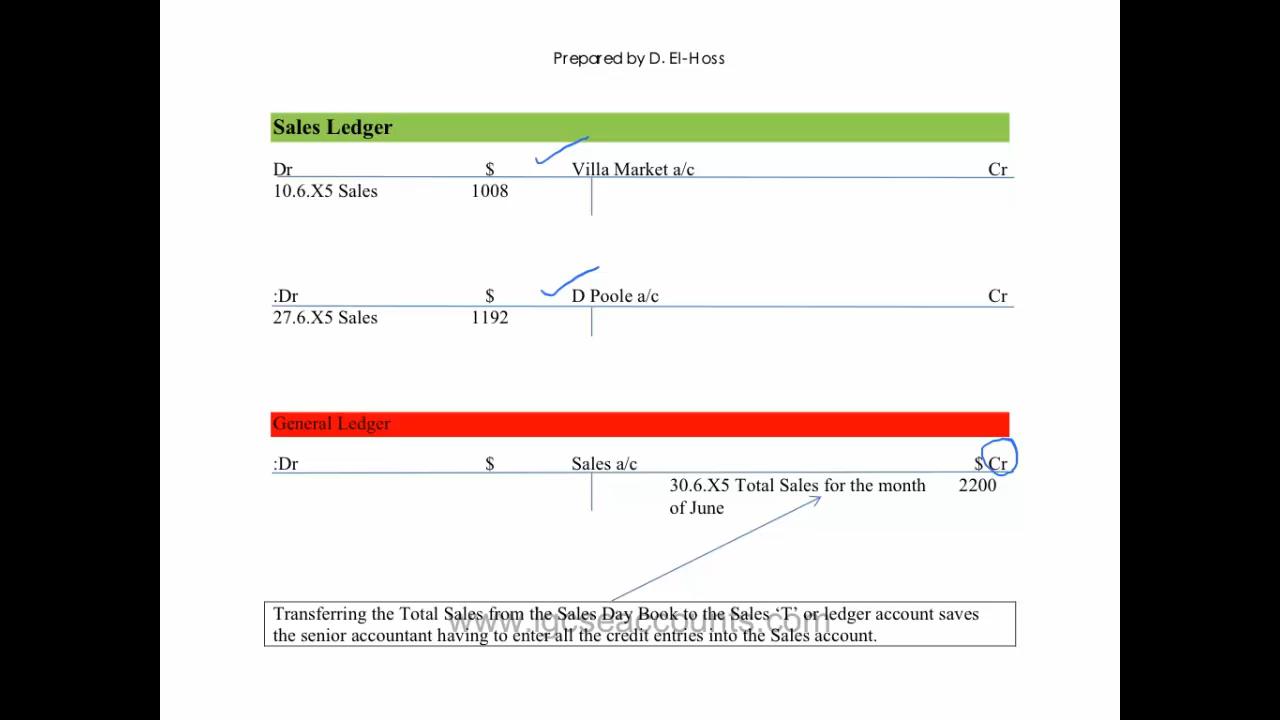 Prepared by D. El-Hoss
Sales Ledger
Dr $ Villa Market a/c Cr
10.6.X5 Sales 1008
:Dr $ D Poole a/c Cr
27.6.X5 Sales 1192
General Ledger
:Dr $ Sales a/c $ Cr
30.6.X5 Total Sales for the month 2200
of June
Transferring the Total Sales from the Sales Day Book to the Sales ‘T’ or ledger account saves
www.igcseaccounts.com
the senior accountant having to enter all the credit entries into the Sales account.